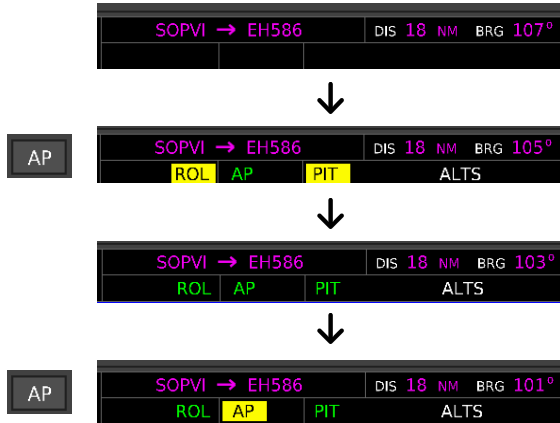 SOPVI → EH586 DIS 18 NM BRG 107°
AP
SOPVI → EH586 DIS 18 NM BRG 105°
ROL AP PIT ALTS
SOPVI → EH586 DIS 18 NM BRG 103°
ROL AP PIT ALTS
AP
SOPVI → EH586 DIS 18 NM BRG 101°
ROL AP PIT ALTS